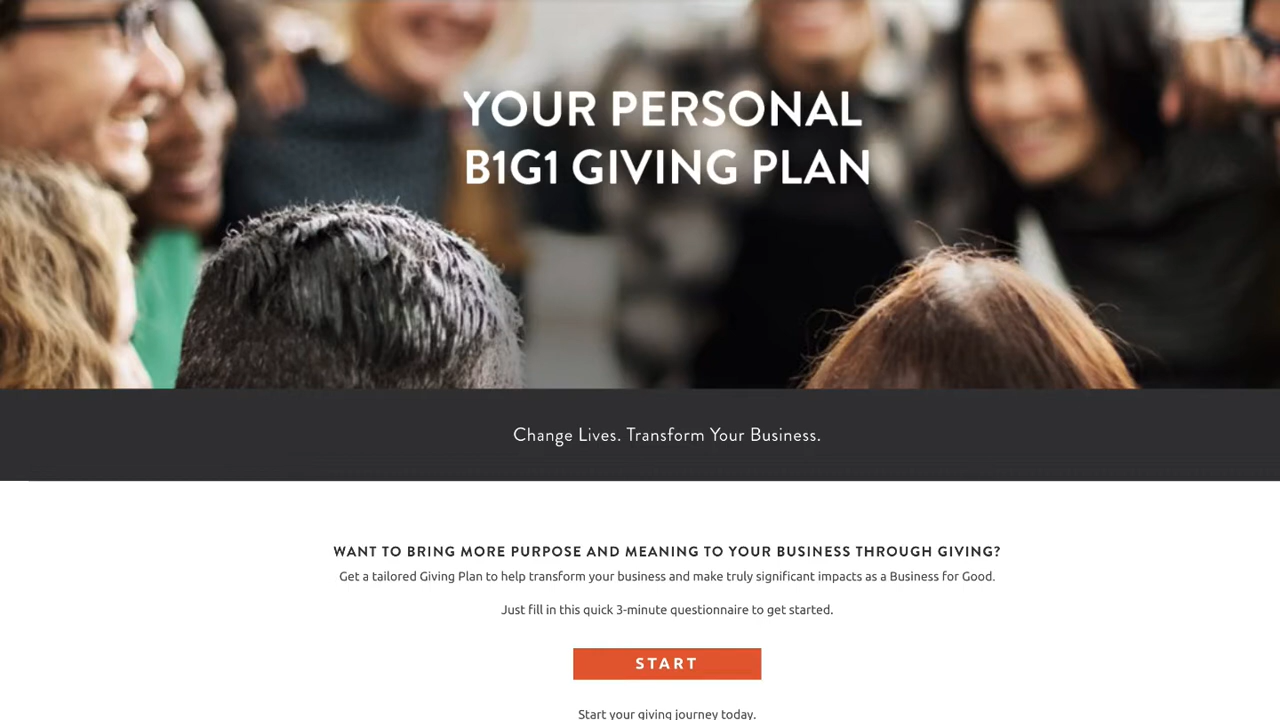 YOUR PERSONAL
B1G1 GIVING PLAN
Change Lives. Transform Your Business.
WANT TO BRING MORE PURPOSE AND MEANING TO YOUR BUSINESS THROUGH GIVING?
Get a tailored Giving Plan to help transform your business and make truly significant impacts as a Business for Good.
Just fill in this quick 3-minute questionnaire to get started.
START
Start your giving journey today.